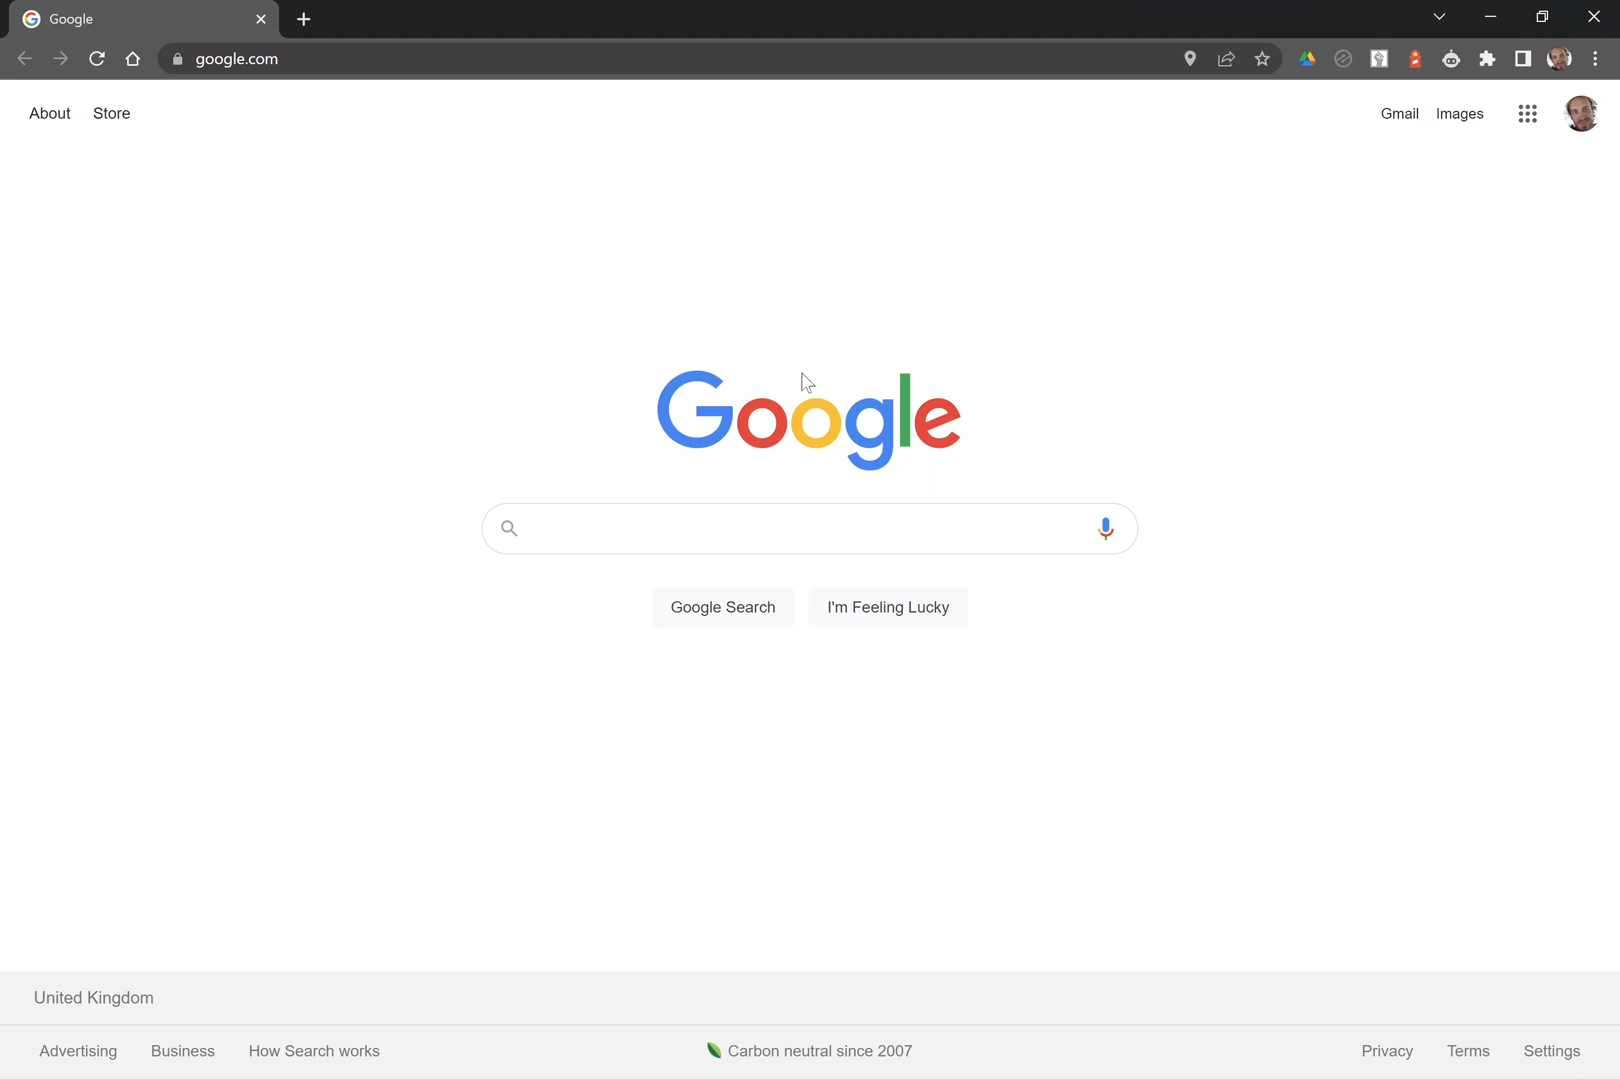 Google
google.com
About Store
Gmail Images
Google
Google Search I'm Feeling Lucky
United Kingdom
Advertising Business How Search works
Carbon neutral since 2007
Privacy Terms Settings